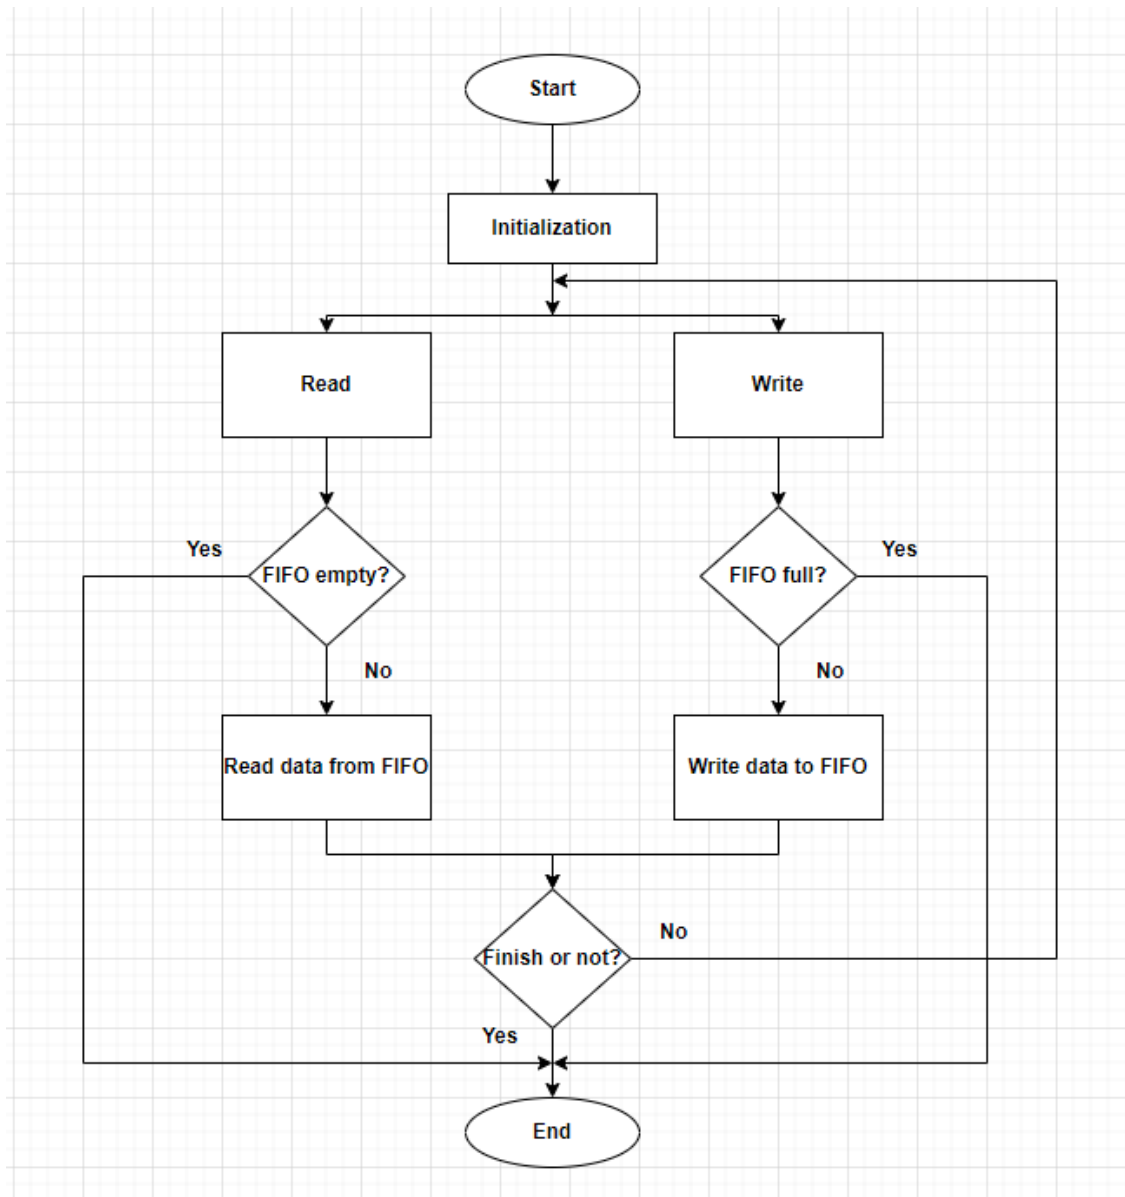 Start
Initialization
Read
Write
Yes
FIFO empty?
FIFO full?
Yes
No
No
Read data from FIFO
Write data to FIFO
Finish or not?
No
Yes
End